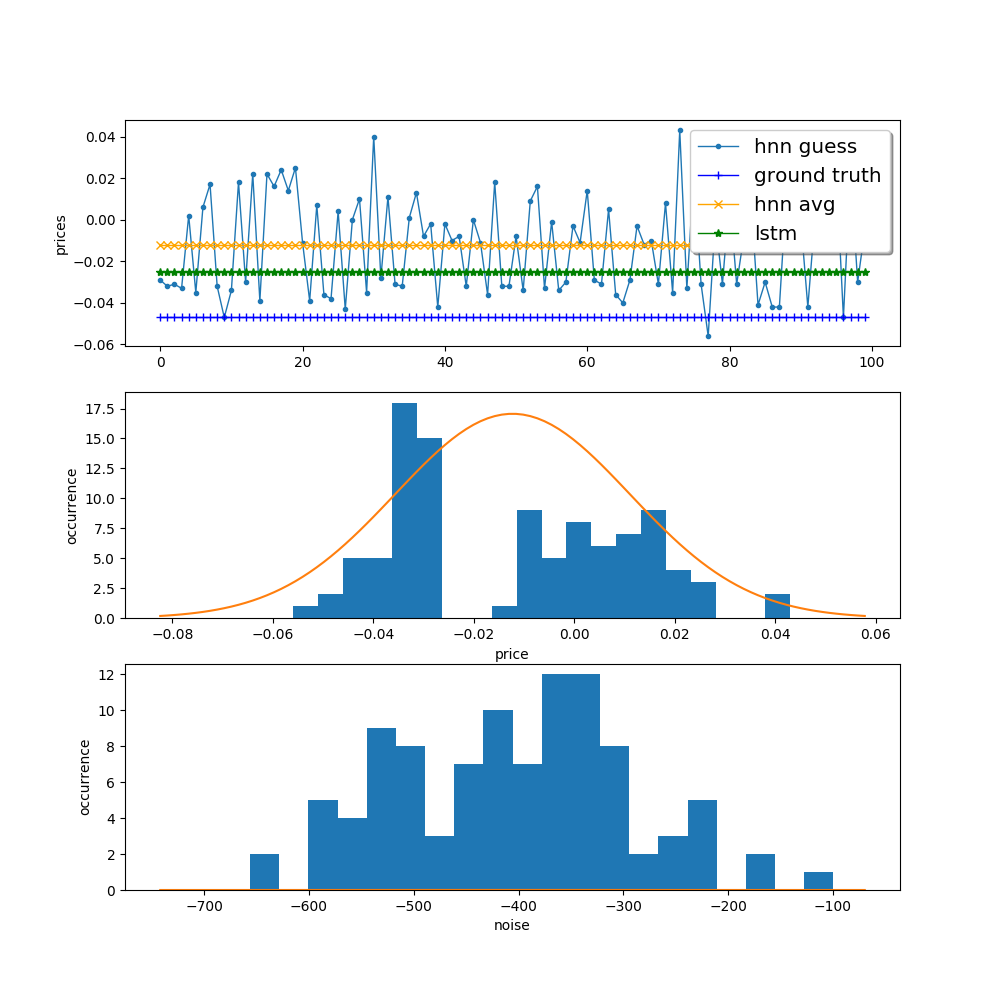 0.04
0.02
0.00
−0.02
−0.04
−0.06
prices
hnn guess
ground truth
hnn avg
lstm
0 20 40 60 80 100
17.5
15.0
12.5
10.0
7.5
5.0
2.5
0.0
occurrence
−0.08 −0.06 −0.04 −0.02 0.00 0.02 0.04 0.06
price
12
10
8
6
4
2
0
occurrence
−700 −600 −500 −400 −300 −200 −100
noise